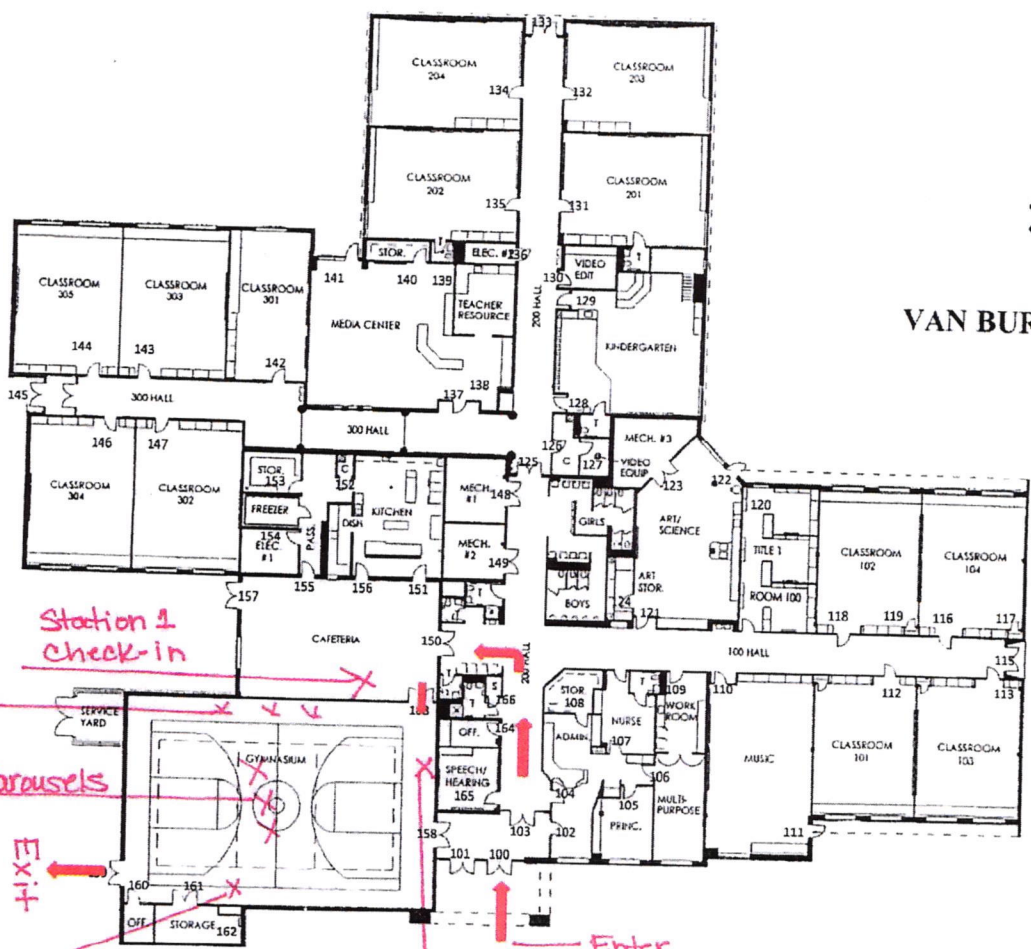 133
CLASSROOM
204
CLASSROOM
203
134
132
CLASSROOM
202
CLASSROOM
201
135
131
STOR.
T
ELEC. #2
136
VIDEO
EDIT
T
141
140
139
130
129
CLASSROOM
305
CLASSROOM
303
CLASSROOM
301
MEDIA CENTER
TEACHER
RESOURCE
200 HALL
KINDERGARTEN
VAN BUR
144
143
142
138
137
128
145
300 HALL
300 HALL
146
147
T
MECH. #3
126
C
127
125
VIDEO
EQUIP
123
122
STOR.
153
C
152
KITCHEN
MECH.
#1
148
CLASSROOM
304
CLASSROOM
302
FREEZER
154
ELEC.
#1
PASS.
DISH
MECH.
#2
149
GIRLS
ART/
SCIENCE
120
TITLE 1
CLASSROOM
102
CLASSROOM
104
ART
STOR.
BOYS
ROOM 100
157
155
156
151
T
124
121
118
119
116
117
Station 1
check-in
CAFETERIA
150
200 HALL
100 HALL
115
T
S
166
STOR.
108
T
109
110
112
113
SERVICE
YARD
T
164
OFF.
NURSE
107
WORK
ROOM
ADMIN.
GYMNASIUM
SPEECH/
HEARING
165
106
MUSIC
CLASSROOM
101
CLASSROOM
103
arousels
104
105
MULTI-
PURPOSE
158
103
102
PRINC.
111
101
100
Exit
160
161
OFF.
STORAGE
162
Enter